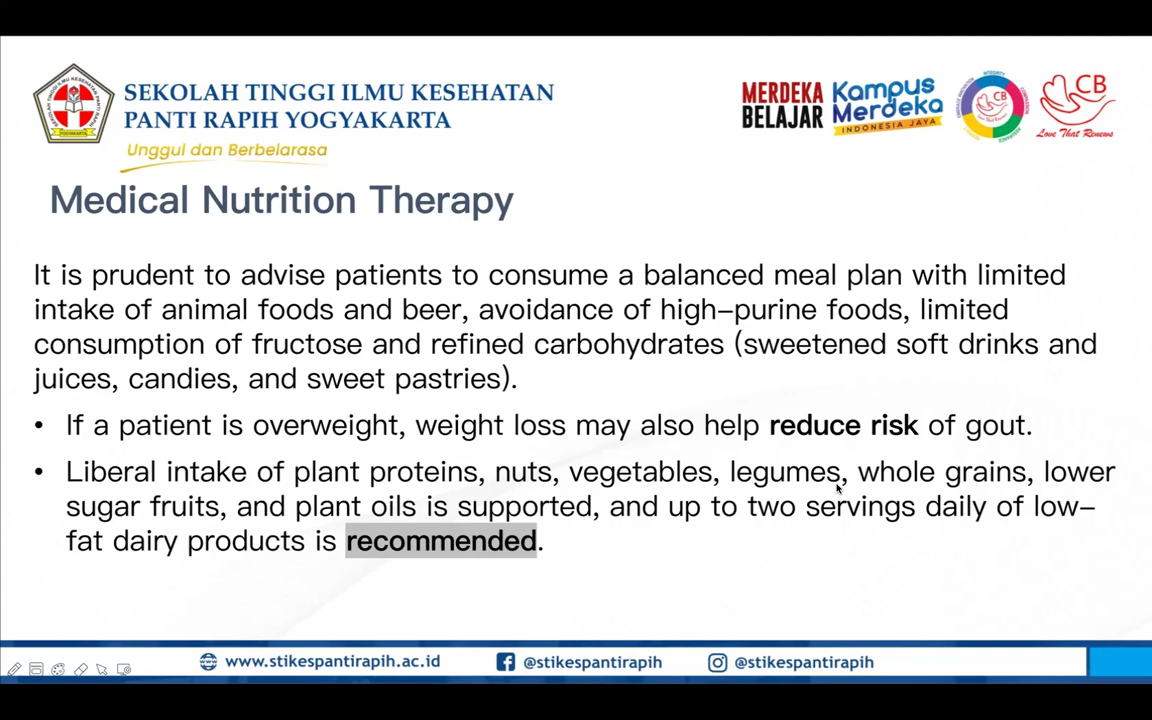 SEKOLAH TINGGI ILMU KESEHATAN
PANTI RAPIH YOGYAKARTA
Unggul dan Berbelarasa
MERDEKA
BELAJAR
Kampus
Merdeka
INDONESIA JAYA
CB
CB
Love That Renews
Medical Nutrition Therapy
It is prudent to advise patients to consume a balanced meal plan with limited
intake of animal foods and beer, avoidance of high-purine foods, limited
consumption of fructose and refined carbohydrates (sweetened soft drinks and
juices, candies, and sweet pastries).
• If a patient is overweight, weight loss may also help reduce risk of gout.
• Liberal intake of plant proteins, nuts, vegetables, legumes, whole grains, lower
sugar fruits, and plant oils is supported, and up to two servings daily of low-
fat dairy products is recommended.
www.stikespantirapih.ac.id
@stikespantirapih
@stikespantirapih